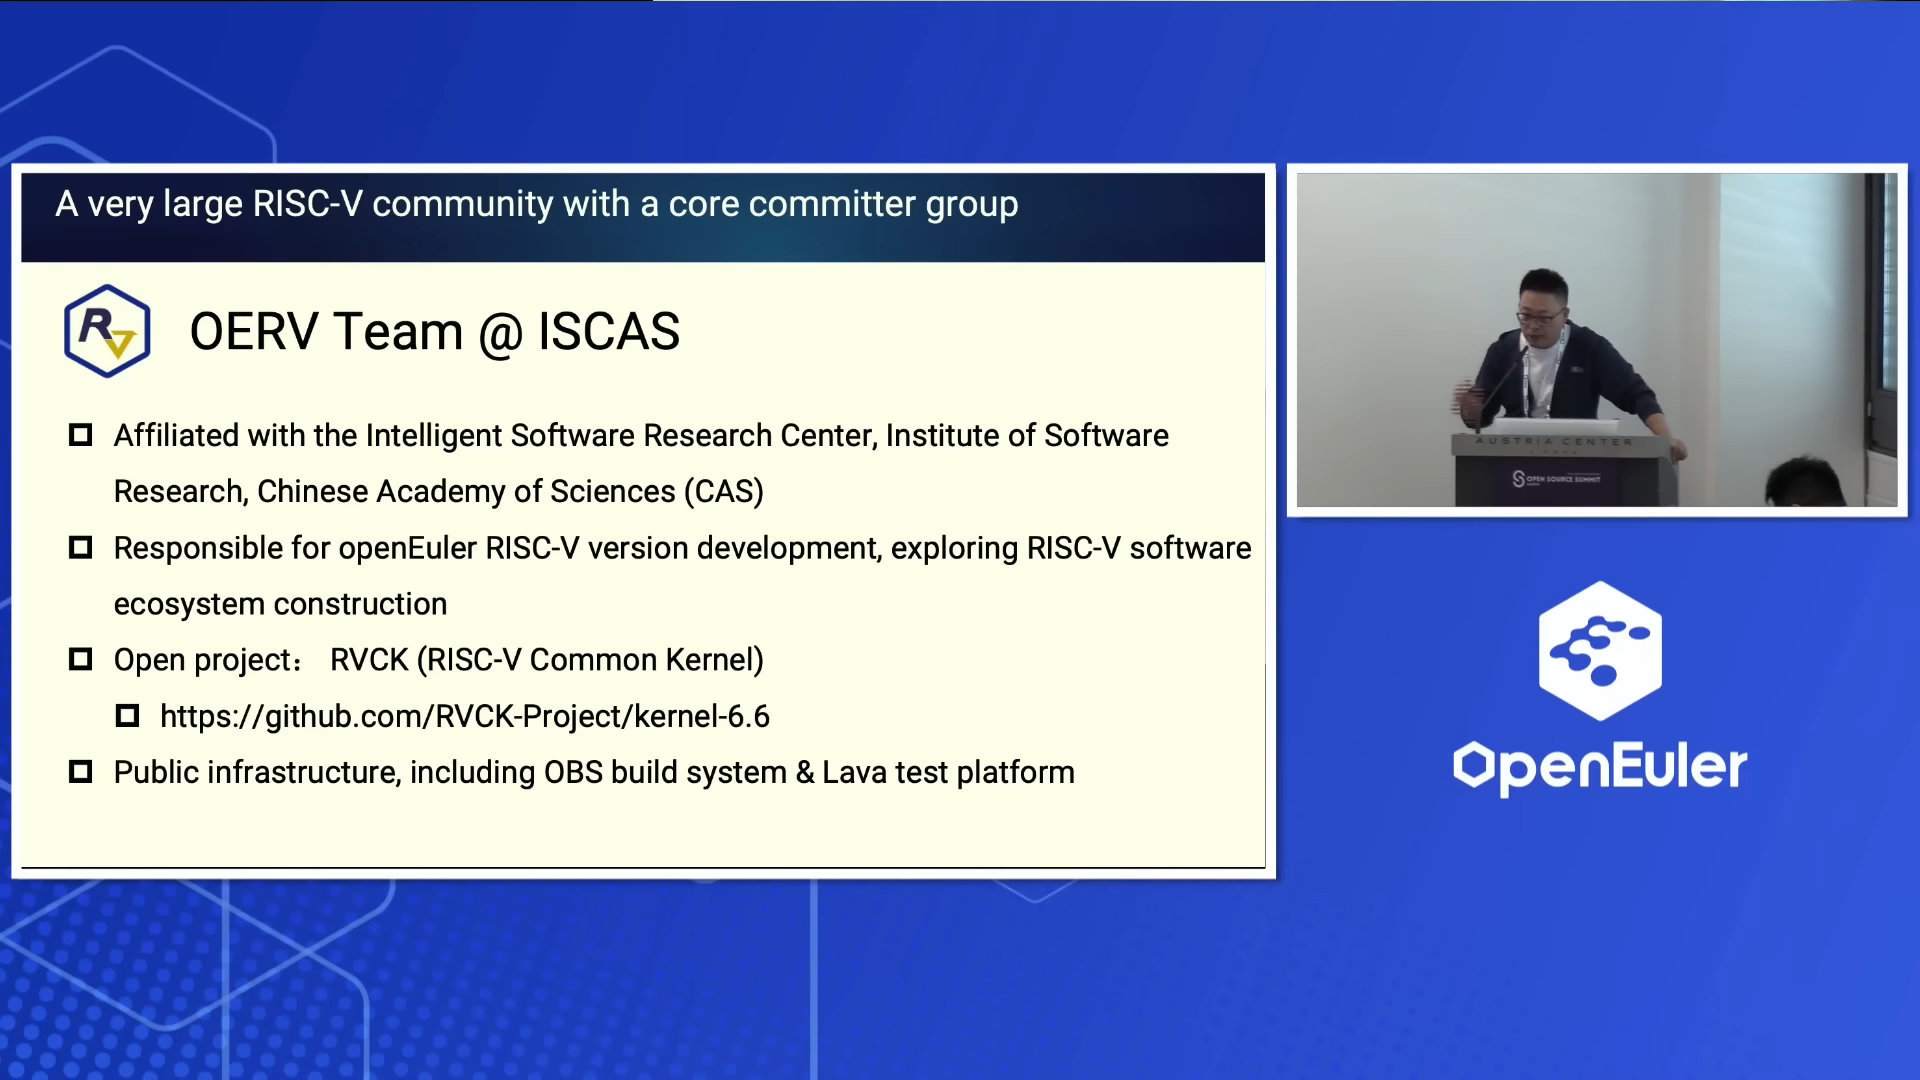 A very large RISC-V community with a core committer group
OERV Team @ ISCAS
Affiliated with the Intelligent Software Research Center, Institute of Software
Research, Chinese Academy of Sciences (CAS)
Responsible for openEuler RISC-V version development, exploring RISC-V software
ecosystem construction
Open project： RVCK (RISC-V Common Kernel)
https://github.com/RVCK-Project/kernel-6.6
Public infrastructure, including OBS build system & Lava test platform
AUSTRIA CENTER
OPEN SOURCE SUMMIT
OpenEuler